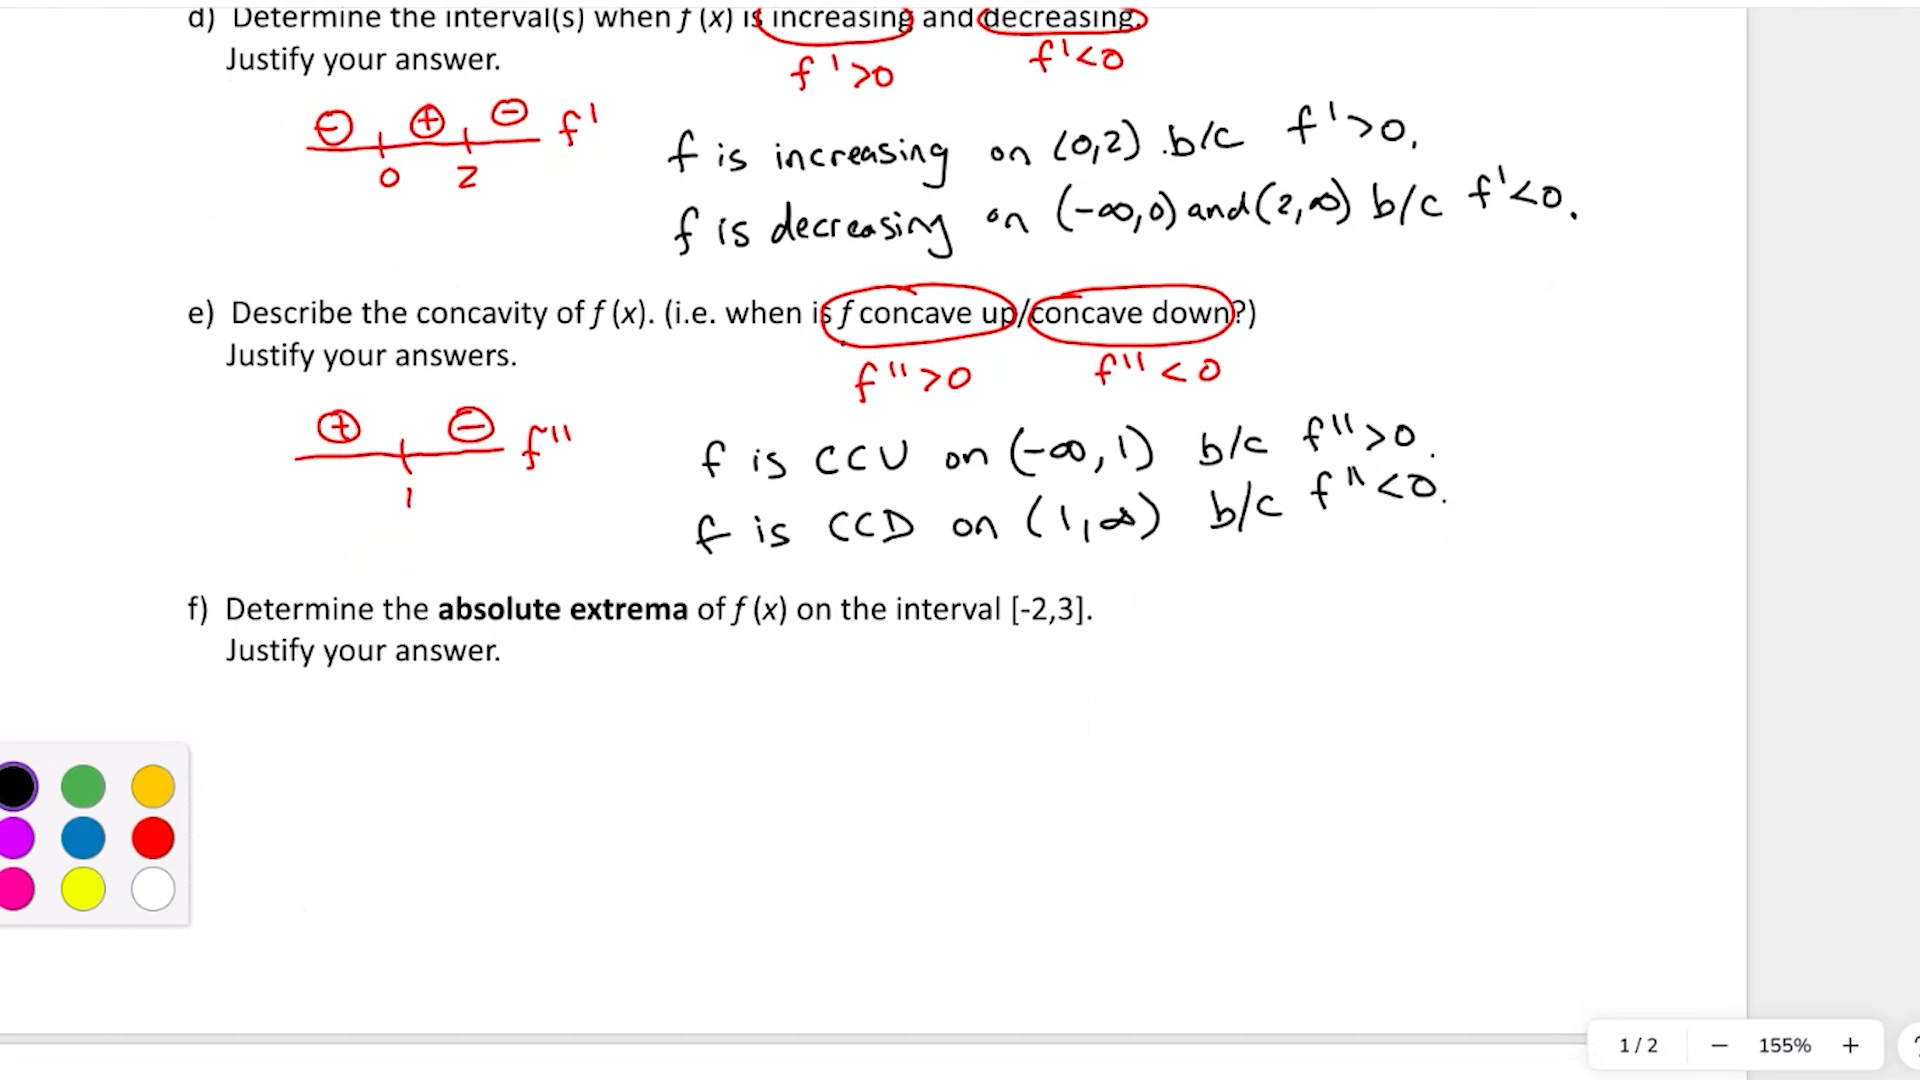 d) Determine the interval(s) when f (x) is increasing and decreasing.
f'>0
f'<0
Justify your answer.
- + - f'
0 2
f is increasing on (0,2) .b/c f'>0.
f is decreasing on (-∞,0) and (2,∞) b/c f'<0.
e) Describe the concavity of f (x). (i.e. when is f concave up/concave down?)
Justify your answers.
f''>0
f''<0
+ - f''
1
f is CCU on (-∞,1) b/c f''>0.
f is CCD on (1,∞) b/c f''<0.
f) Determine the absolute extrema of f (x) on the interval [-2,3].
Justify your answer.
1 / 2 − 155% +